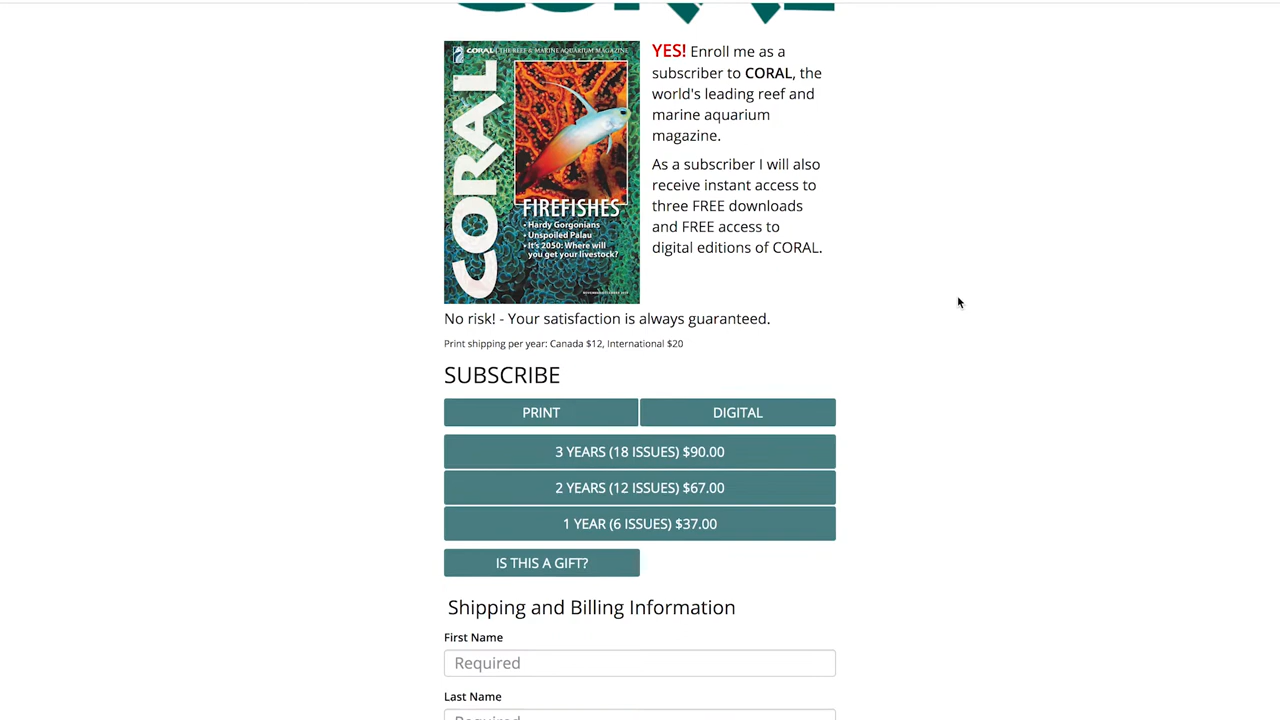 CORAL
CORAL | THE REEF & MARINE AQUARIUM MAGAZINE
CORAL
FIREFISHES
• Hardy Gorgonians
• Unspoiled Palau
• It's 2050: Where will
you get your livestock?
YES! Enroll me as a
subscriber to CORAL, the
world's leading reef and
marine aquarium
magazine.
As a subscriber I will also
receive instant access to
three FREE downloads
and FREE access to
digital editions of CORAL.
No risk! - Your satisfaction is always guaranteed.
Print shipping per year: Canada $12, International $20
SUBSCRIBE
PRINT
DIGITAL
3 YEARS (18 ISSUES) $90.00
2 YEARS (12 ISSUES) $67.00
1 YEAR (6 ISSUES) $37.00
IS THIS A GIFT?
Shipping and Billing Information
First Name
Required
Last Name
Required